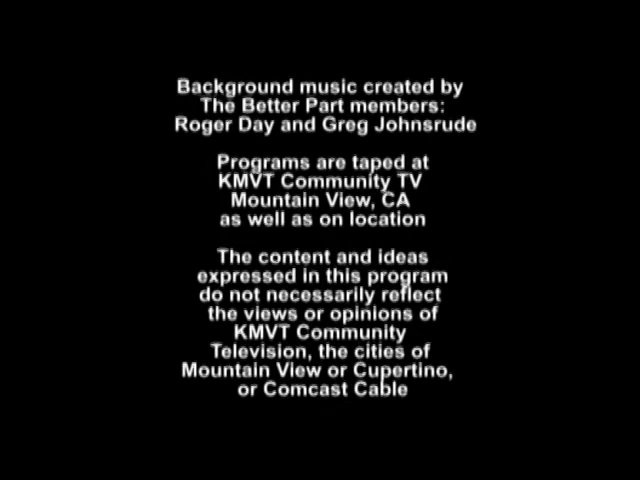 Background music created by
The Better Part members:
Roger Day and Greg Johnsrude
Programs are taped at
KMVT Community TV
Mountain View, CA
as well as on location
The content and ideas
expressed in this program
do not necessarily reflect
the views or opinions of
KMVT Community
Television, the cities of
Mountain View or Cupertino,
or Comcast Cable